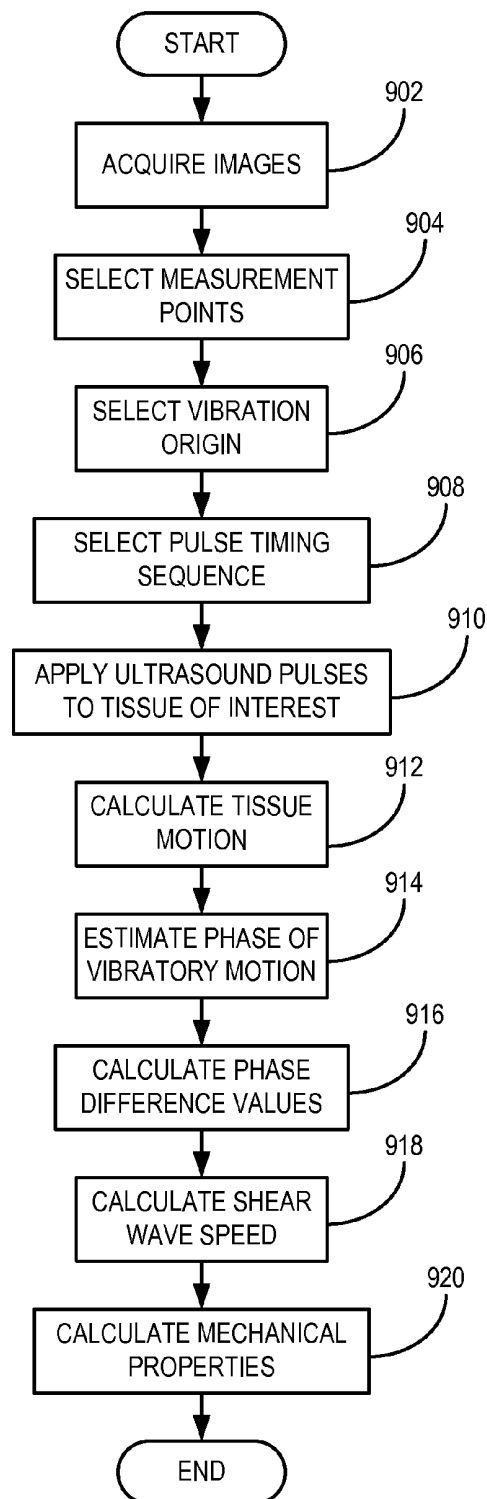 START
902
ACQUIRE IMAGES
904
SELECT MEASUREMENT
POINTS
906
SELECT VIBRATION
ORIGIN
908
SELECT PULSE TIMING
SEQUENCE
910
APPLY ULTRASOUND PULSES
TO TISSUE OF INTEREST
912
CALCULATE TISSUE
MOTION
914
ESTIMATE PHASE OF
VIBRATORY MOTION
916
CALCULATE PHASE
DIFFERENCE VALUES
918
CALCULATE SHEAR
WAVE SPEED
920
CALCULATE MECHANICAL
PROPERTIES
END